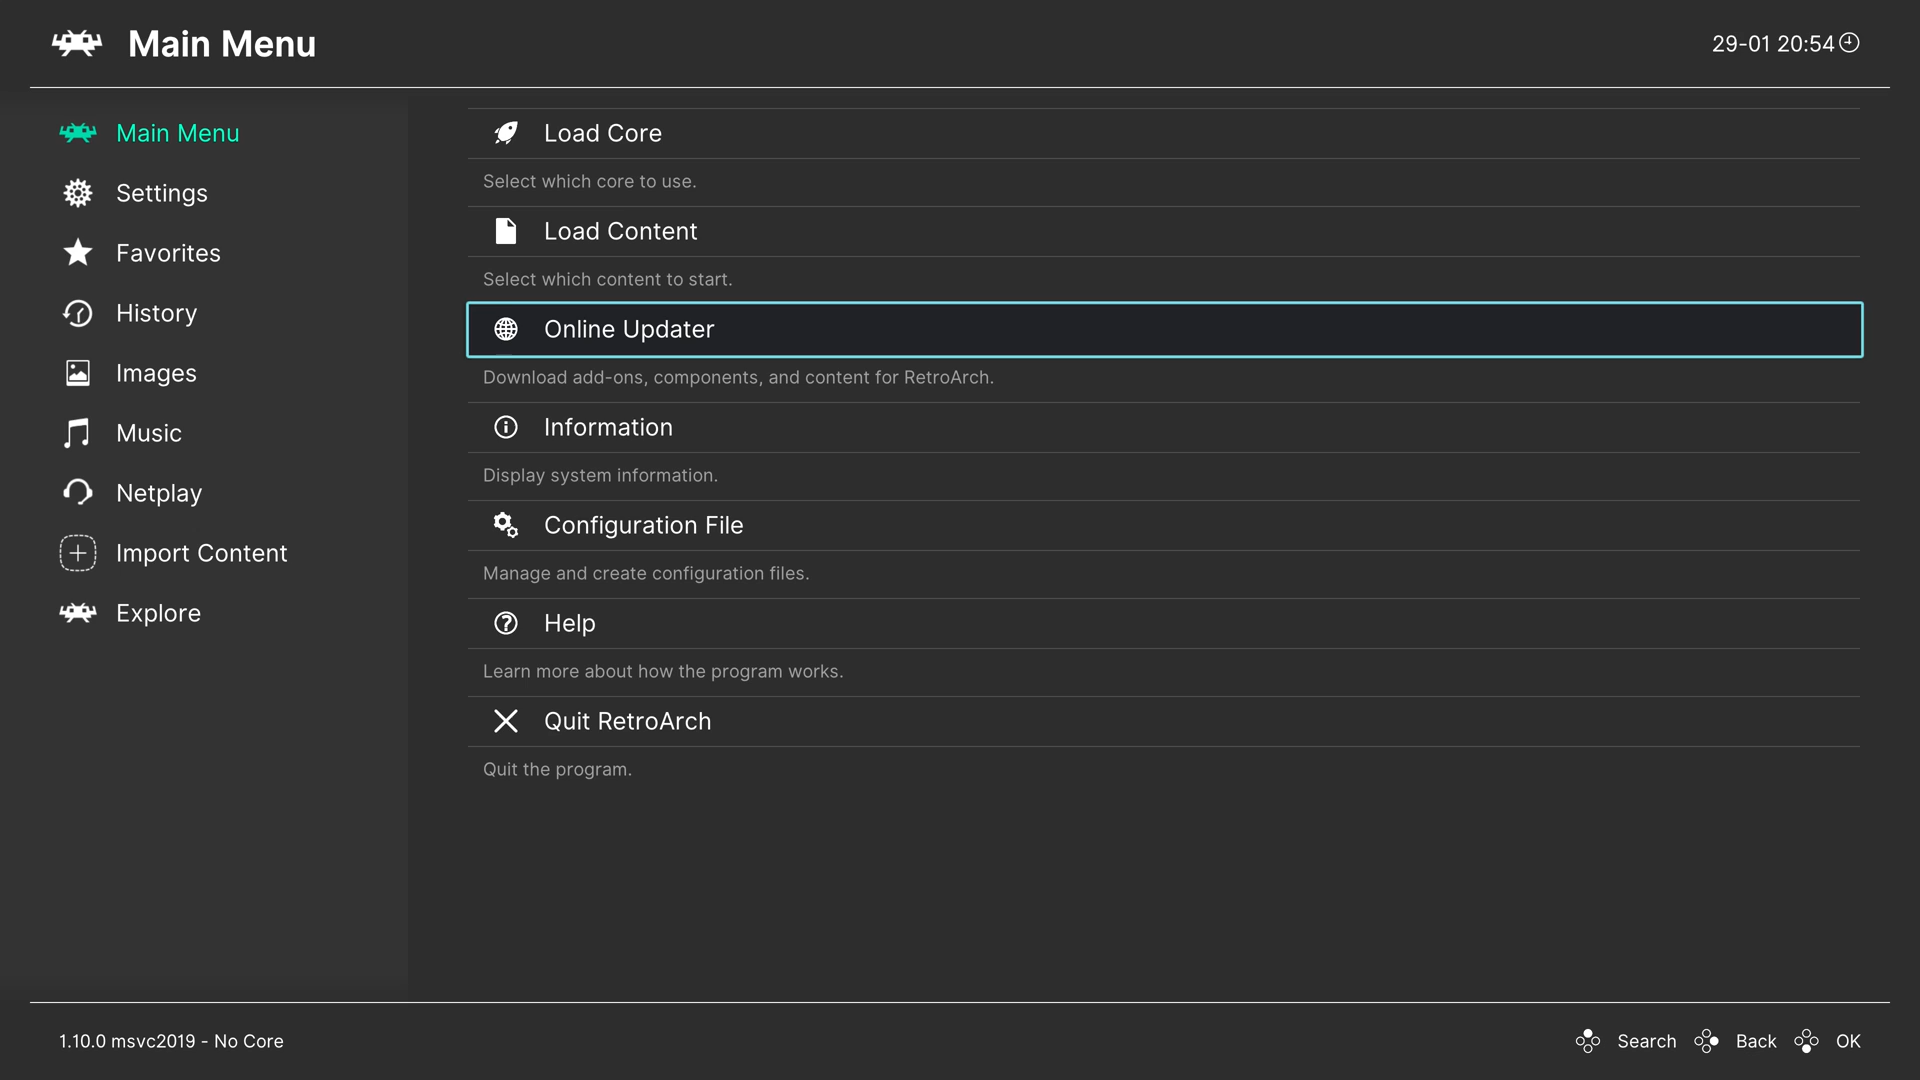 Main Menu
29-01 20:54
Main Menu
Settings
Favorites
History
Images
Music
Netplay
Import Content
Explore
Load Core
Select which core to use.
Load Content
Select which content to start.
Online Updater
Download add-ons, components, and content for RetroArch.
Information
Display system information.
Configuration File
Manage and create configuration files.
Help
Learn more about how the program works.
Quit RetroArch
Quit the program.
1.10.0 msvc2019 - No Core
Search Back OK